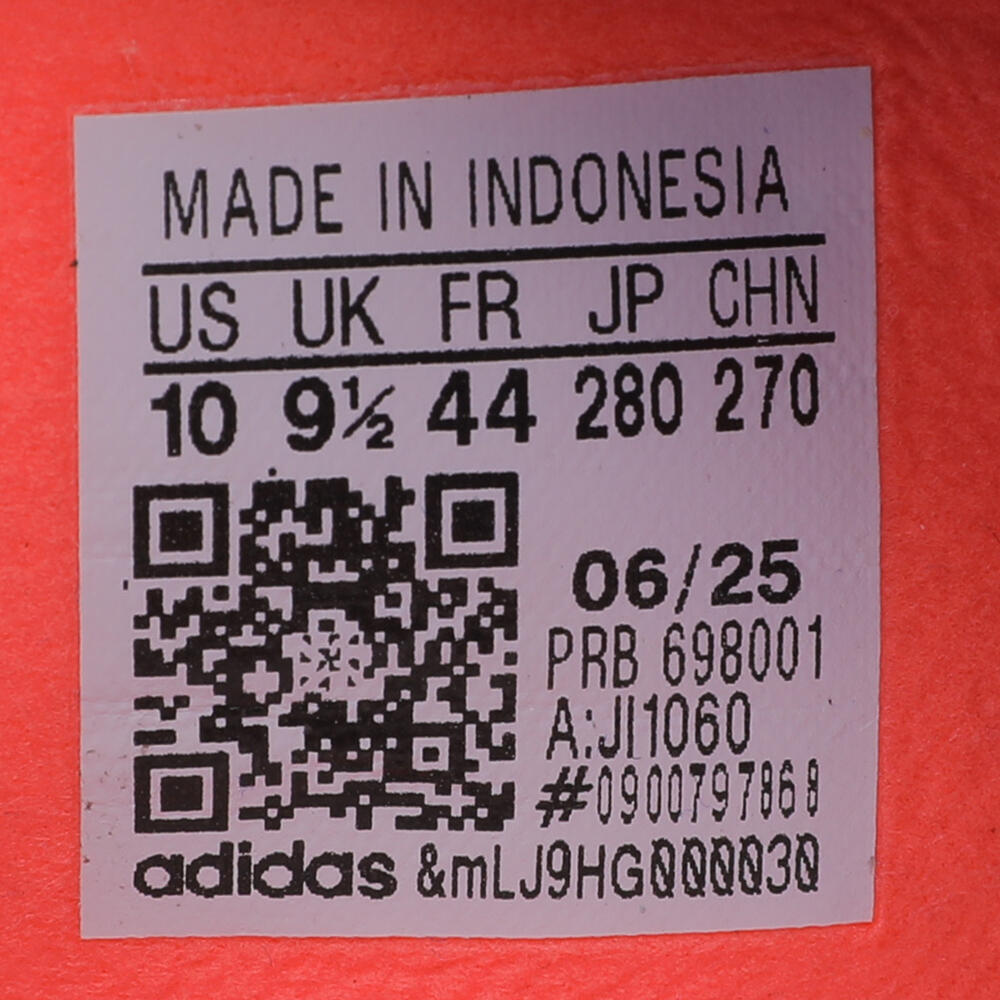 MADE IN INDONESIA
US UK FR JP CHN
10 9½ 44 280 270
06/25
PRB 698001
A:JI1060
#0900797868
adidas &mLJ9HG000030